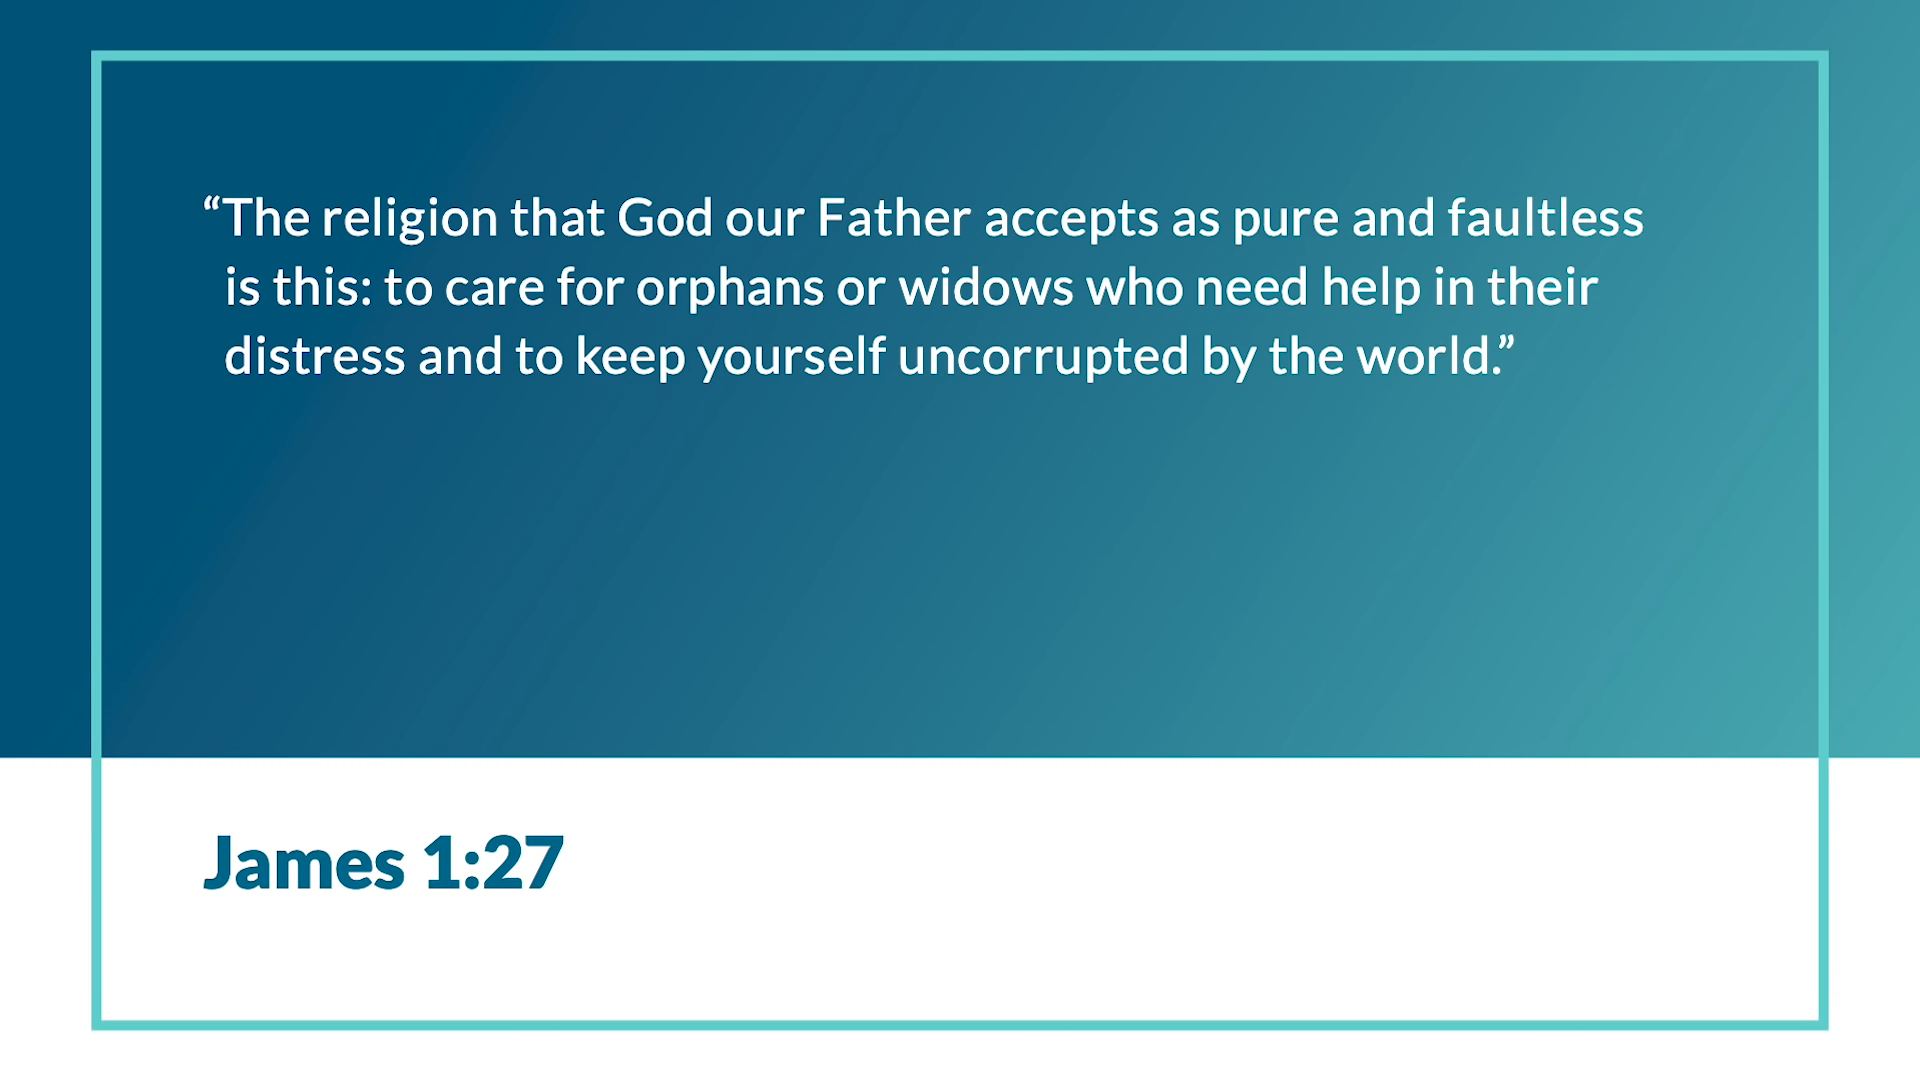 “The religion that God our Father accepts as pure and faultless
is this: to care for orphans or widows who need help in their
distress and to keep yourself uncorrupted by the world.”
James 1:27